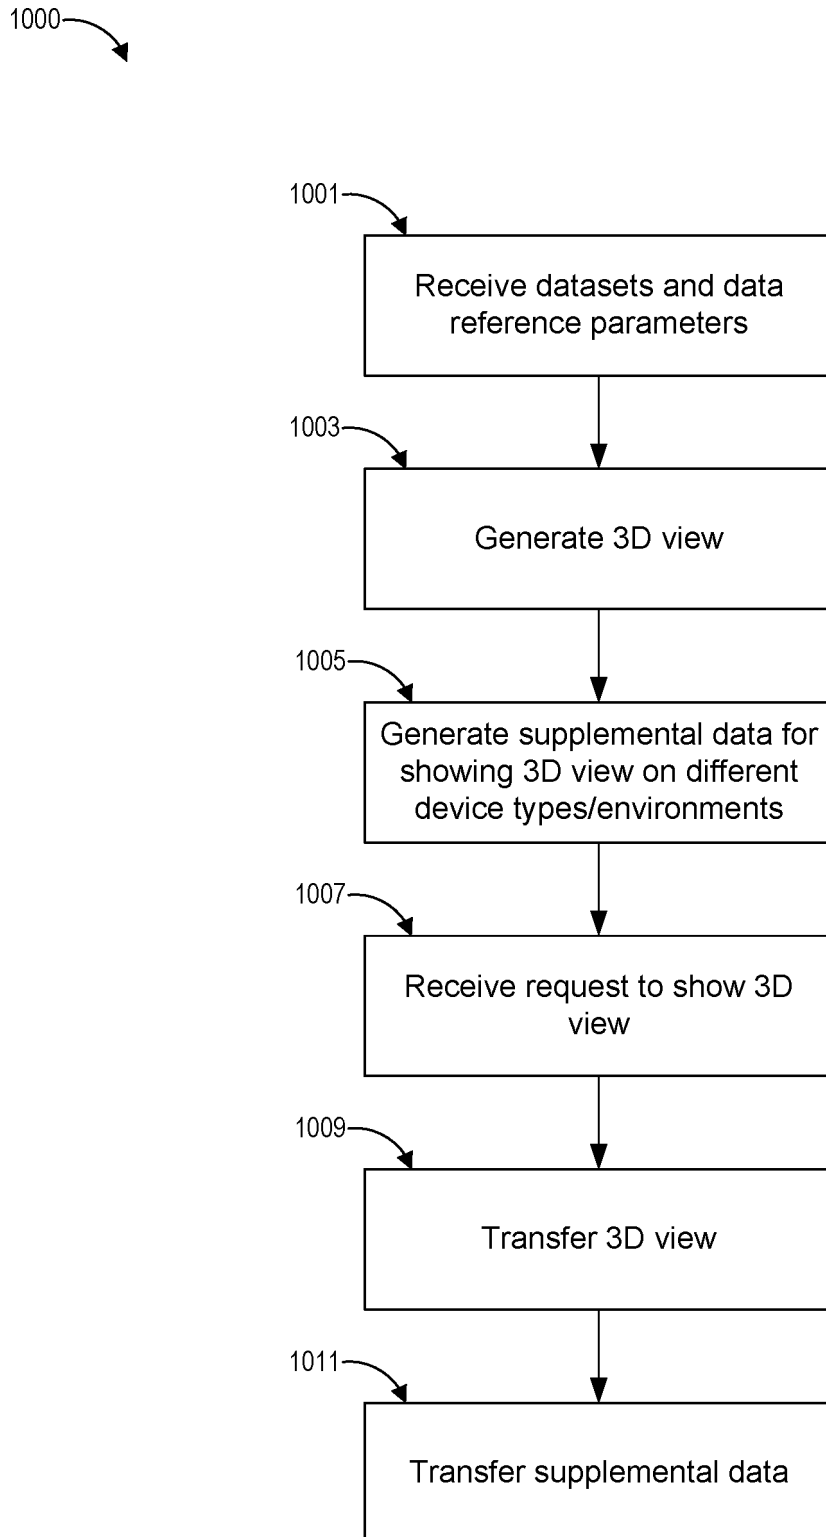 1000
1001
Receive datasets and data
reference parameters
1003
Generate 3D view
1005
Generate supplemental data for
showing 3D view on different
device types/environments
1007
Receive request to show 3D
view
1009
Transfer 3D view
1011
Transfer supplemental data